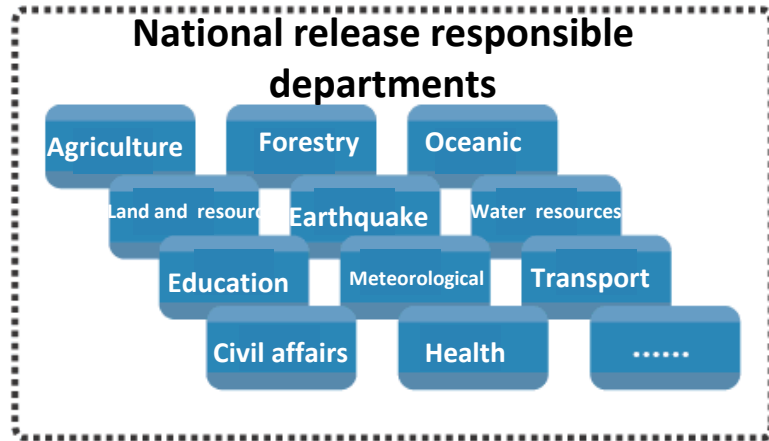 National release responsible
departments
Agriculture
Forestry
Oceanic
Land and resourc
Earthquake
Water resources
Education
Meteorological
Transport
Civil affairs
Health
......